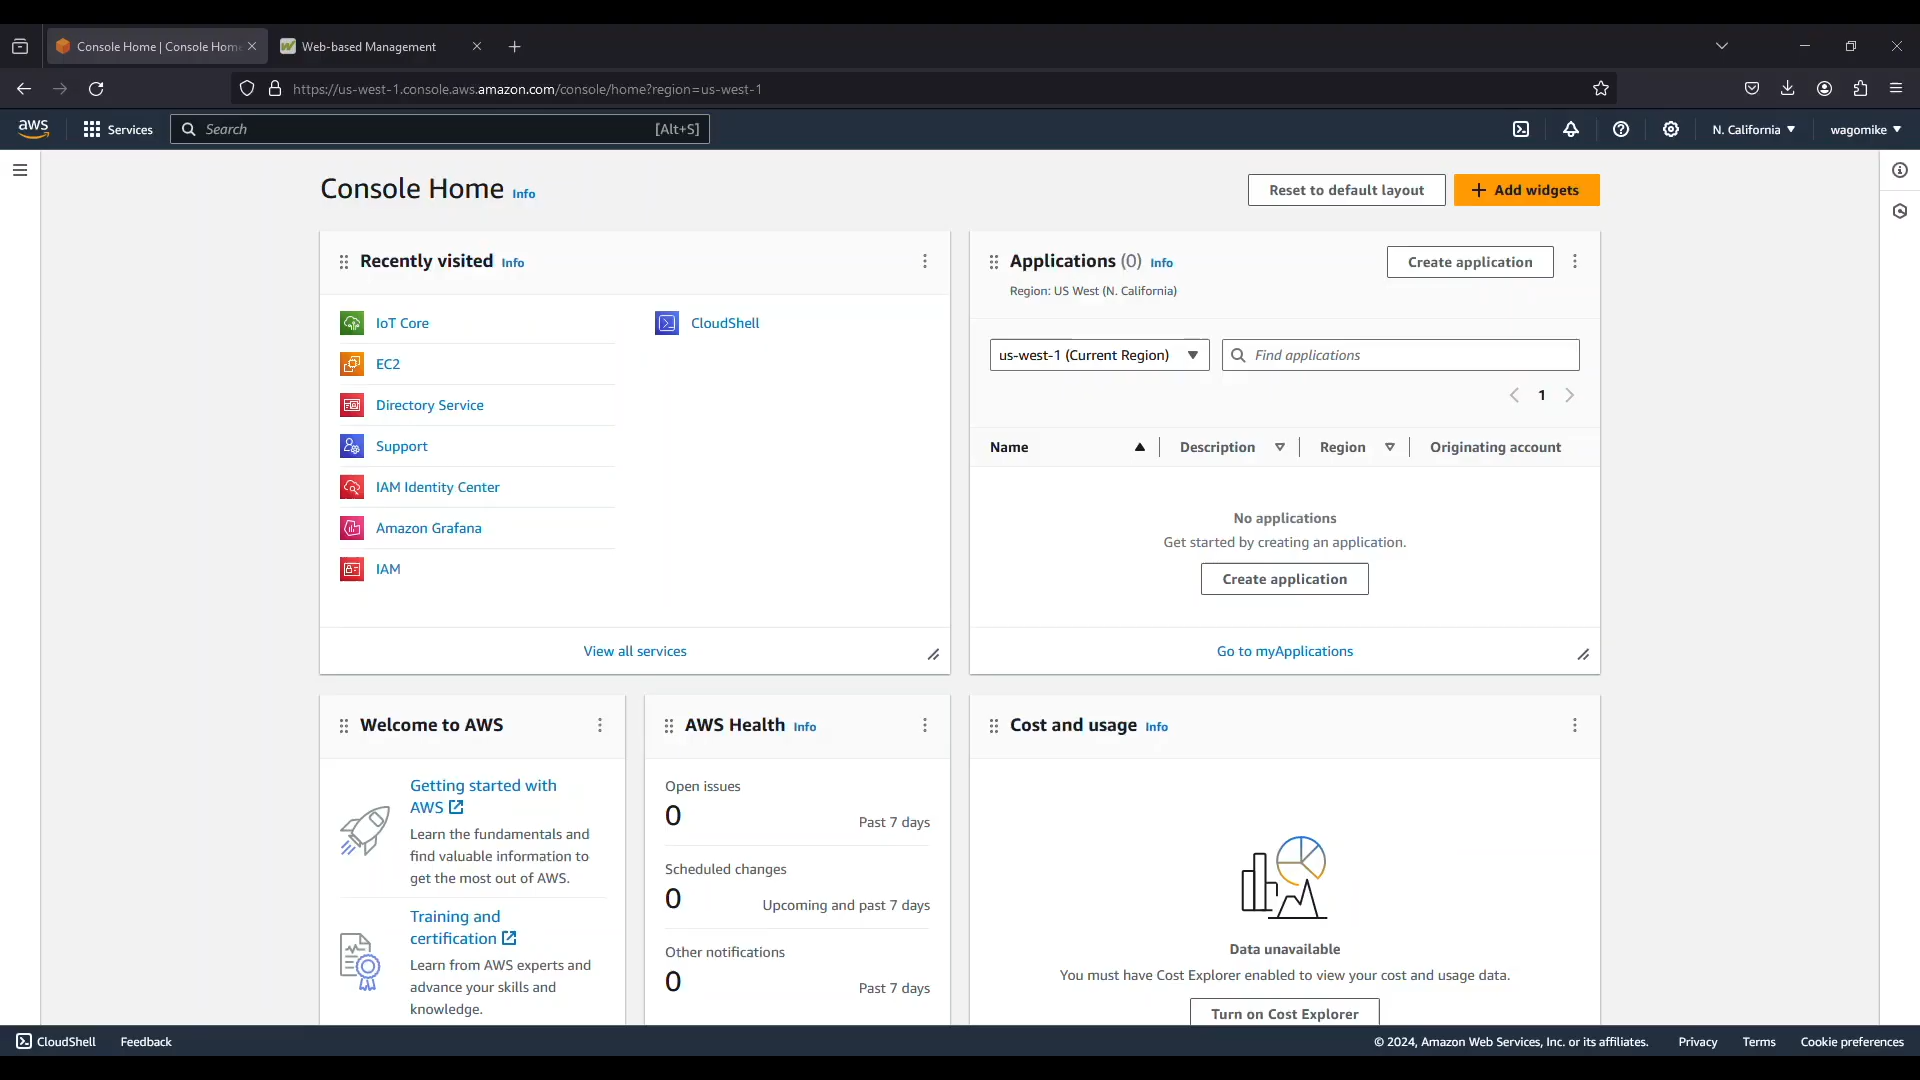 Console Home | Console Home
Web-based Management
https://us-west-1.console.aws.amazon.com/console/home?region=us-west-1
aws
Services
Search
[Alt+S]
N. California
wagomike
Console Home Info
Reset to default layout
Add widgets
Recently visited Info
IoT Core
EC2
Directory Service
Support
IAM Identity Center
Amazon Grafana
IAM
CloudShell
View all services
Applications (0) Info
Region: US West (N. California)
Create application
us-west-1 (Current Region)
Find applications
1
Name
Description
Region
Originating account
No applications
Get started by creating an application.
Create application
Go to myApplications
Welcome to AWS
Getting started with
AWS
Learn the fundamentals and
find valuable information to
get the most out of AWS.
Training and
certification
Learn from AWS experts and
advance your skills and
knowledge.
AWS Health Info
Open issues
0
Past 7 days
Scheduled changes
0
Upcoming and past 7 days
Other notifications
0
Past 7 days
Cost and usage Info
Data unavailable
You must have Cost Explorer enabled to view your cost and usage data.
Turn on Cost Explorer
CloudShell
Feedback
© 2024, Amazon Web Services, Inc. or its affiliates.
Privacy
Terms
Cookie preferences